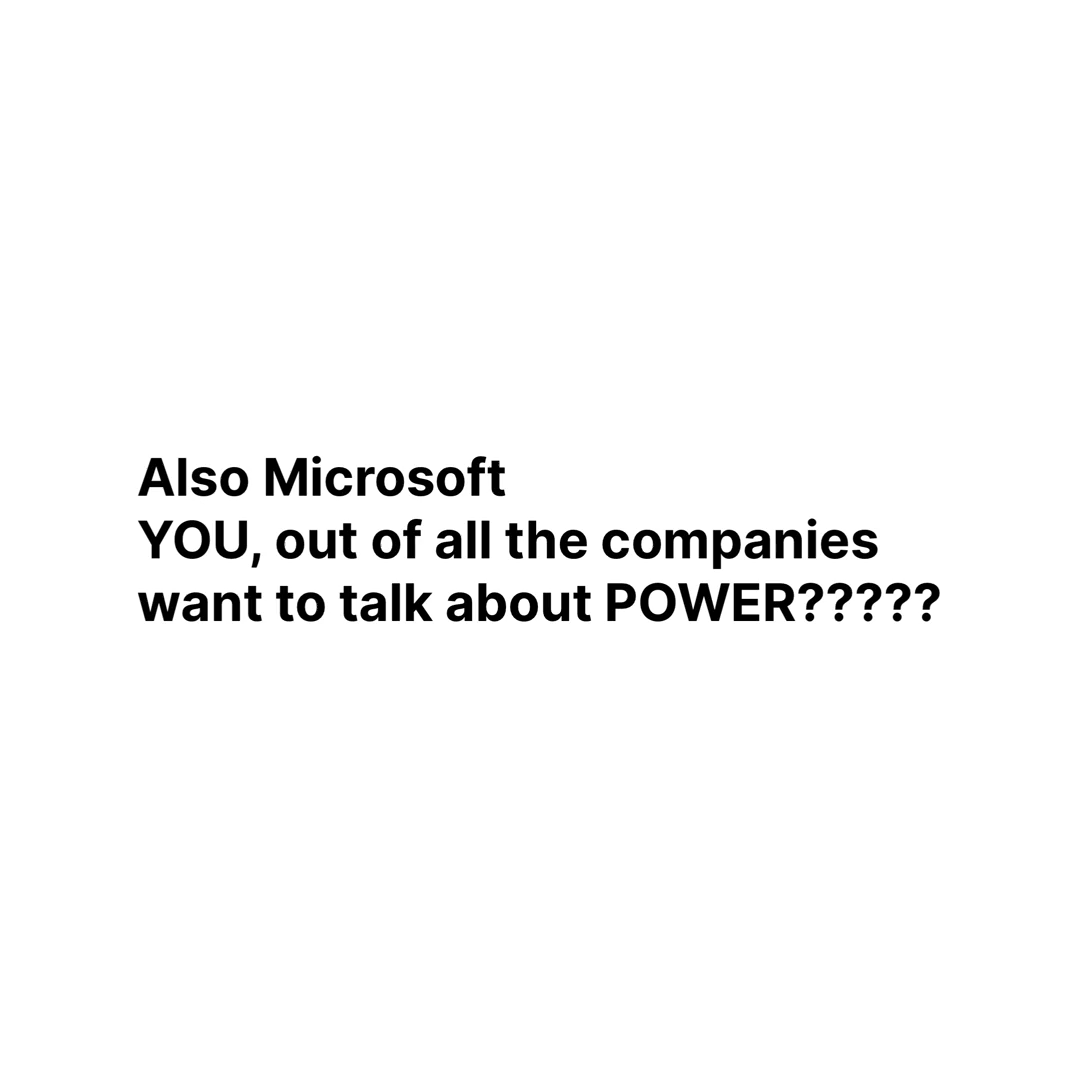 Also Microsoft
YOU, out of all the companies
want to talk about POWER?????